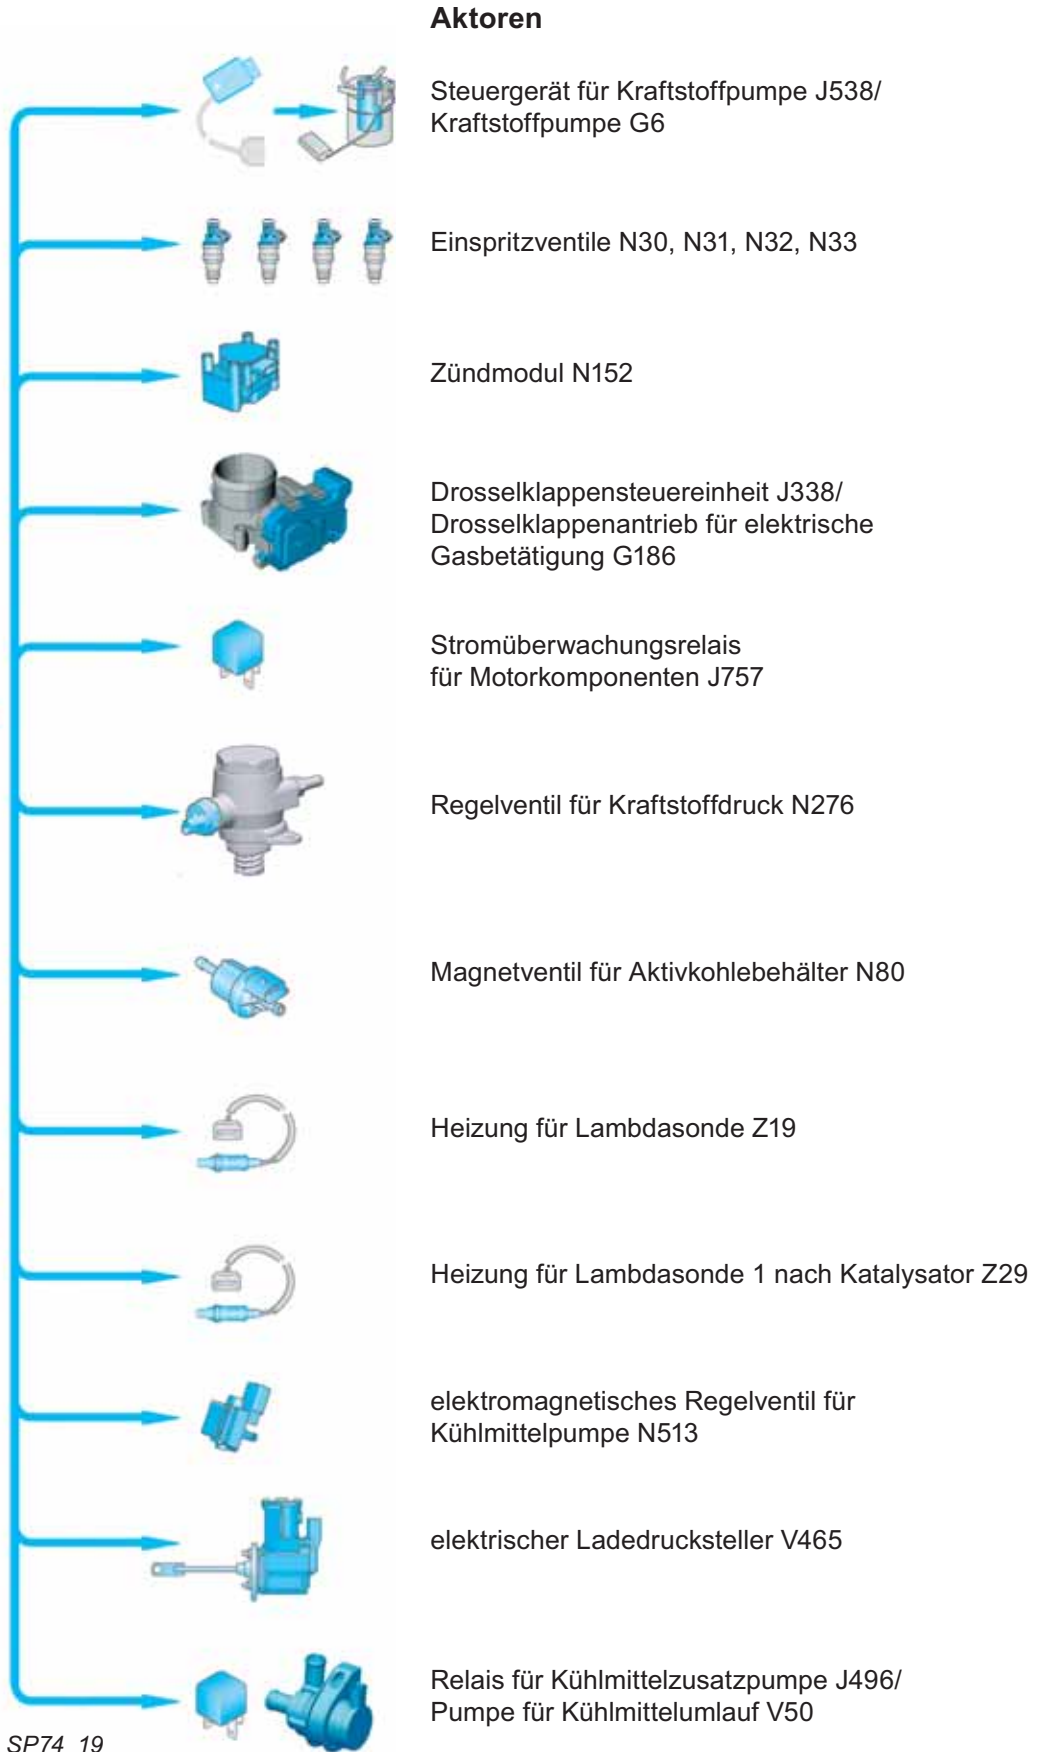 Aktoren
Steuergerät für Kraftstoffpumpe J538/
Kraftstoffpumpe G6
Einspritzventile N30, N31, N32, N33
Zündmodul N152
Drosselklappensteuereinheit J338/
Drosselklappenantrieb für elektrische
Gasbetätigung G186
Stromüberwachungsrelais
für Motorkomponenten J757
Regelventil für Kraftstoffdruck N276
Magnetventil für Aktivkohlebehälter N80
Heizung für Lambdasonde Z19
Heizung für Lambdasonde 1 nach Katalysator Z29
elektromagnetisches Regelventil für
Kühlmittelpumpe N513
elektrischer Ladedrucksteller V465
Relais für Kühlmittelzusatzpumpe J496/
Pumpe für Kühlmittelumlauf V50
SP74_19